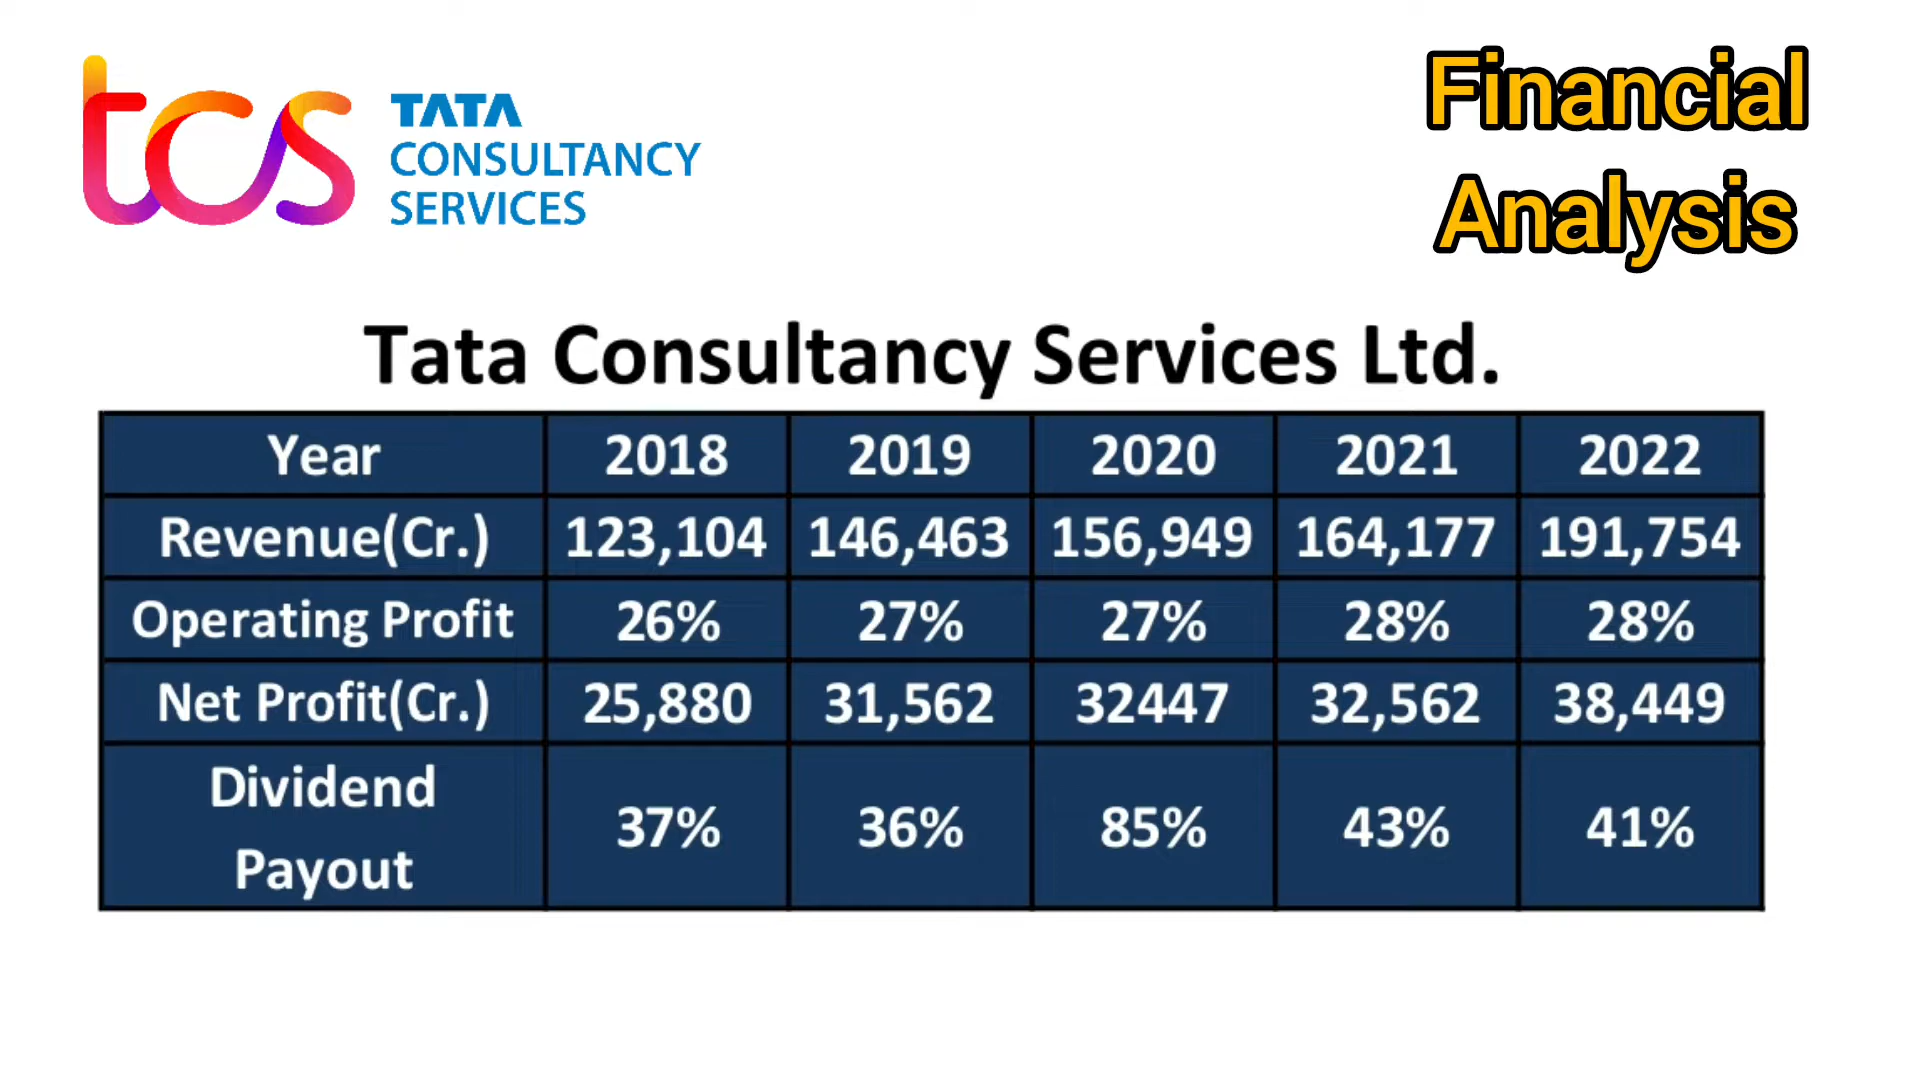 tcs
TATA
CONSULTANCY
SERVICES
Financial
Analysis
Tata Consultancy Services Ltd.
Year 2018 2019 2020 2021 2022
Revenue(Cr.) 123,104 146,463 156,949 164,177 191,754
Operating Profit 26% 27% 27% 28% 28%
Net Profit(Cr.) 25,880 31,562 32447 32,562 38,449
Dividend
Payout 37% 36% 85% 43% 41%